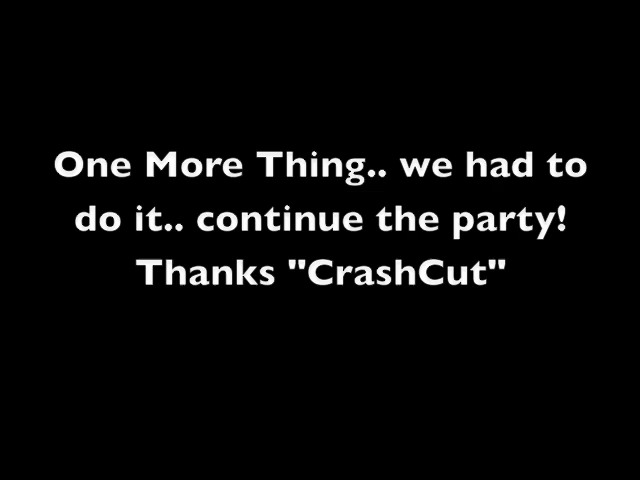 One More Thing.. we had to
do it.. continue the party!
Thanks "CrashCut"